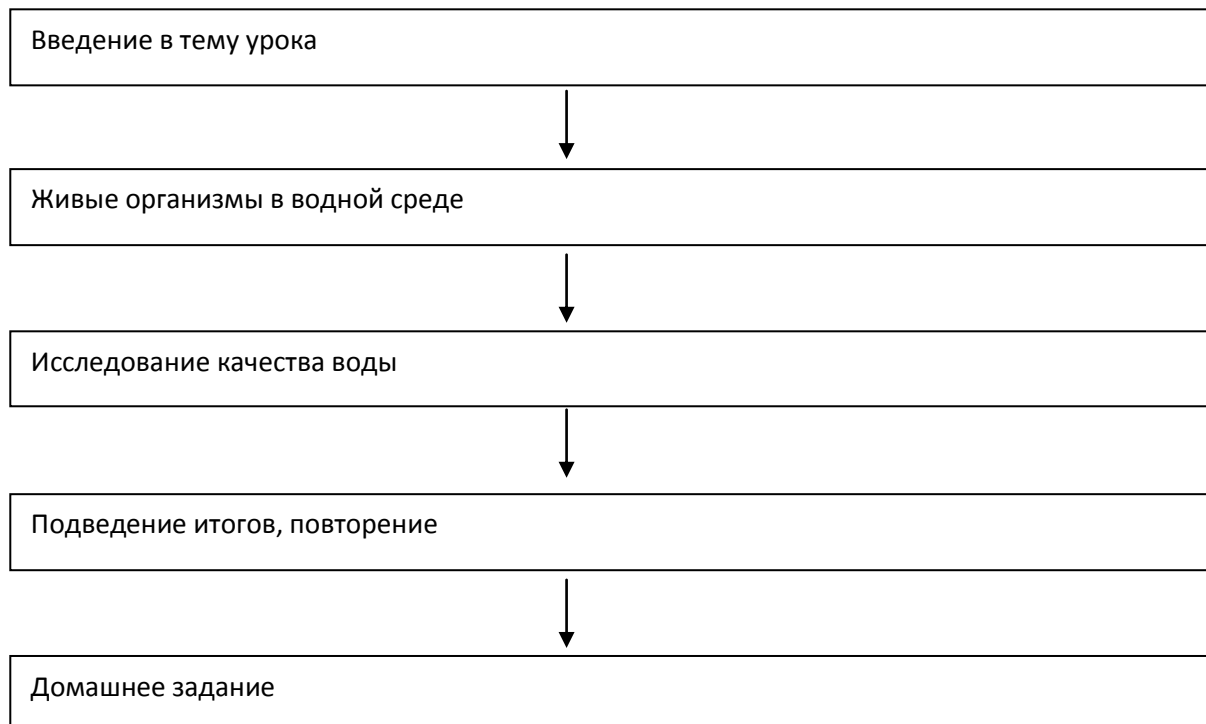 Введение в тему урока
Живые организмы в водной среде
Исследование качества воды
Подведение итогов, повторение
Домашнее задание